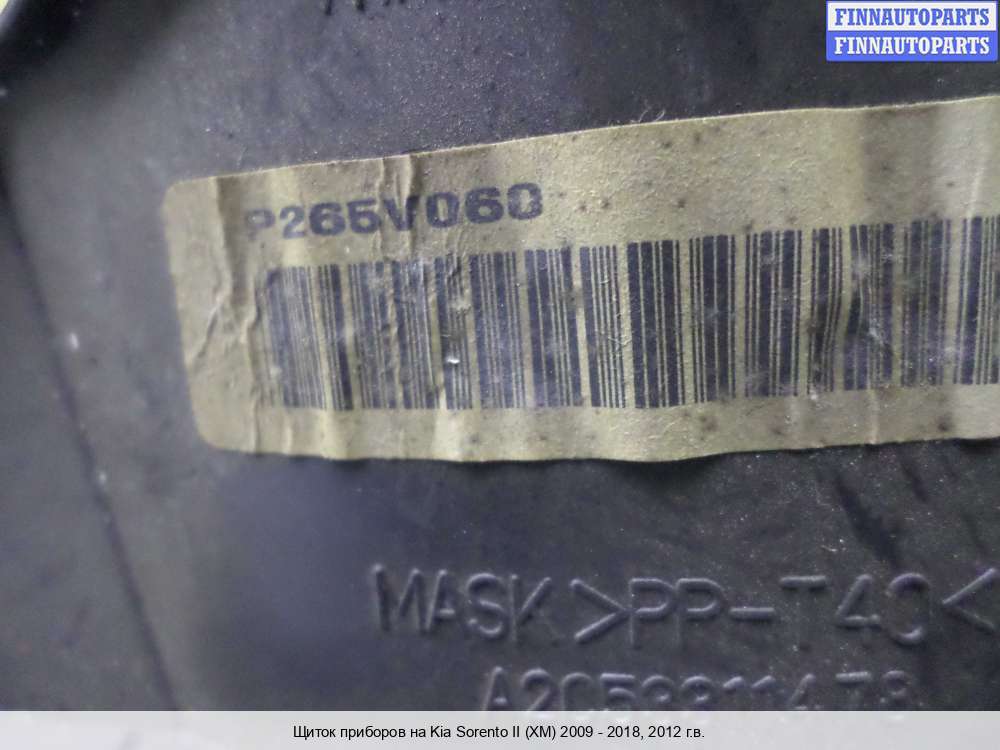 FINNAUTOPARTS
FINNAUTOPARTS
P265V060
MASK >PP-T40<
Щиток приборов на Kia Sorento II (XM) 2009 - 2018, 2012 г.в.